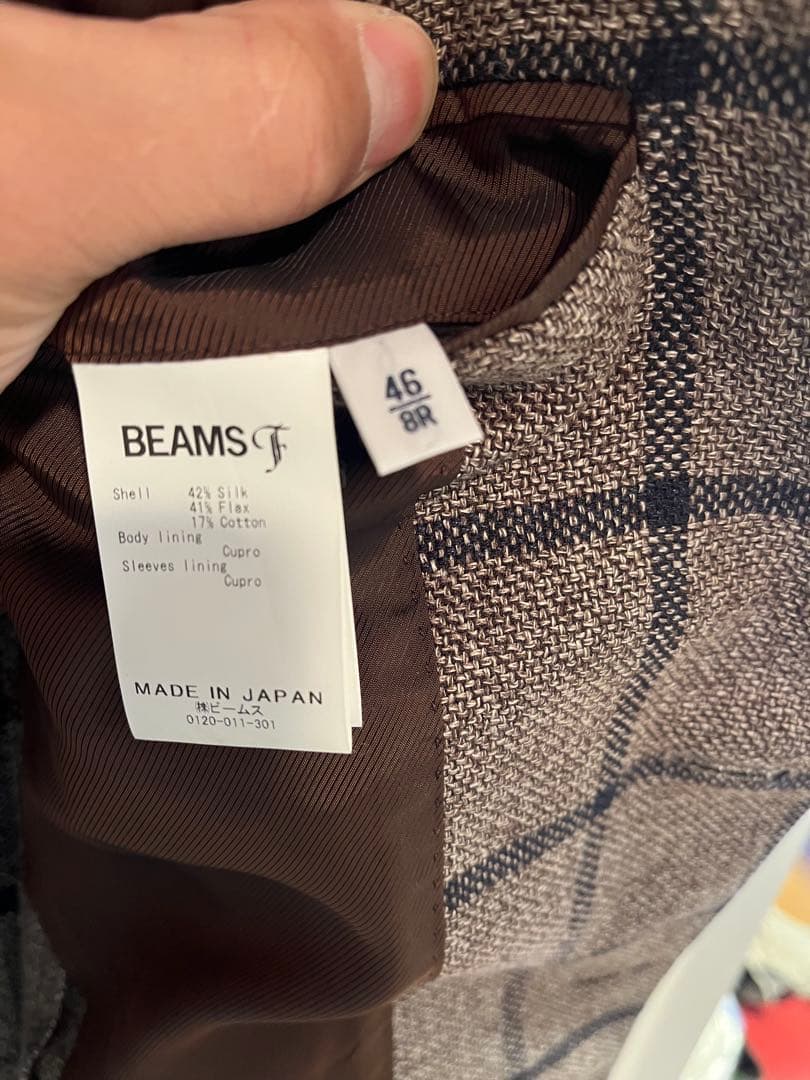 46
8R
BEAMS F
Shell 42% Silk
41% Flax
17% Cotton
Body lining
Cupro
Sleeves lining
Cupro
MADE IN JAPAN
㈱ビームス
0120-011-301